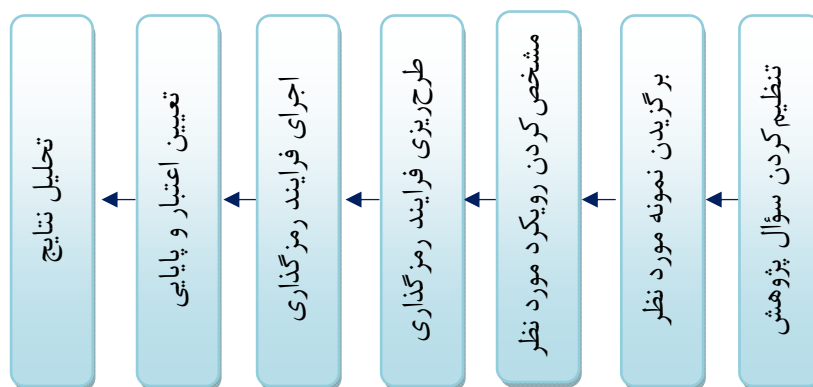 تنظیم کردن سؤال پژوهش
برگزیدن نمونه مورد نظر
مشخص کردن رویکرد مورد نظر
طرح‌ریزی فرایند رمزگذاری
اجرای فرایند رمزگذاری
تعیین اعتبار و پایایی
تحلیل نتایج